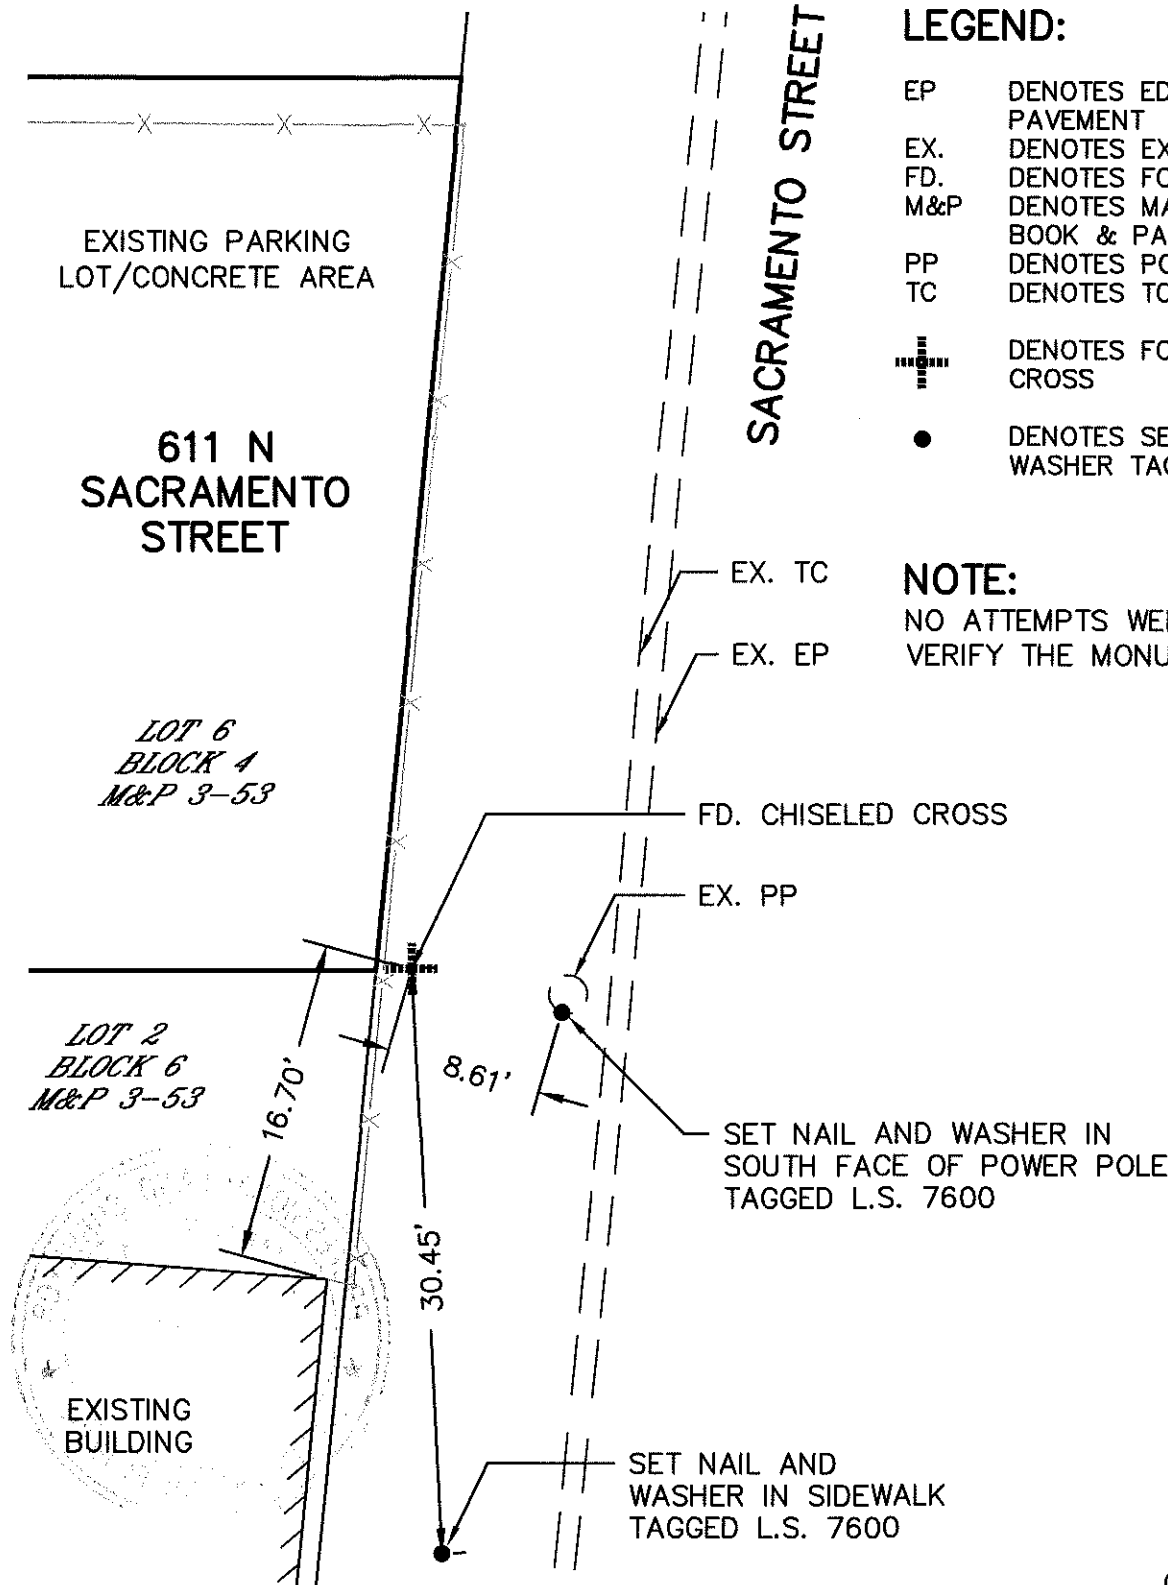 LEGEND:
EP DENOTES ED
PAVEMENT
EX. DENOTES EX
FD. DENOTES FO
M&P DENOTES MA
BOOK & PA
PP DENOTES PO
TC DENOTES TO
DENOTES FO
CROSS
DENOTES SE
WASHER TAG
NOTE:
NO ATTEMPTS WER
VERIFY THE MONU
SACRAMENTO STREET
EXISTING PARKING
LOT/CONCRETE AREA
611 N
SACRAMENTO
STREET
EX. TC
EX. EP
LOT 6
BLOCK 4
M&P 3-53
FD. CHISELED CROSS
EX. PP
LOT 2
BLOCK 6
M&P 3-53
16.70'
8.61'
30.45'
SET NAIL AND WASHER IN
SOUTH FACE OF POWER POLE
TAGGED L.S. 7600
EXISTING
BUILDING
SET NAIL AND
WASHER IN SIDEWALK
TAGGED L.S. 7600